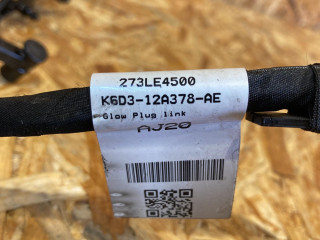 273LE4500
K6D3-12A378-AE
Glow Plug link
AJ20